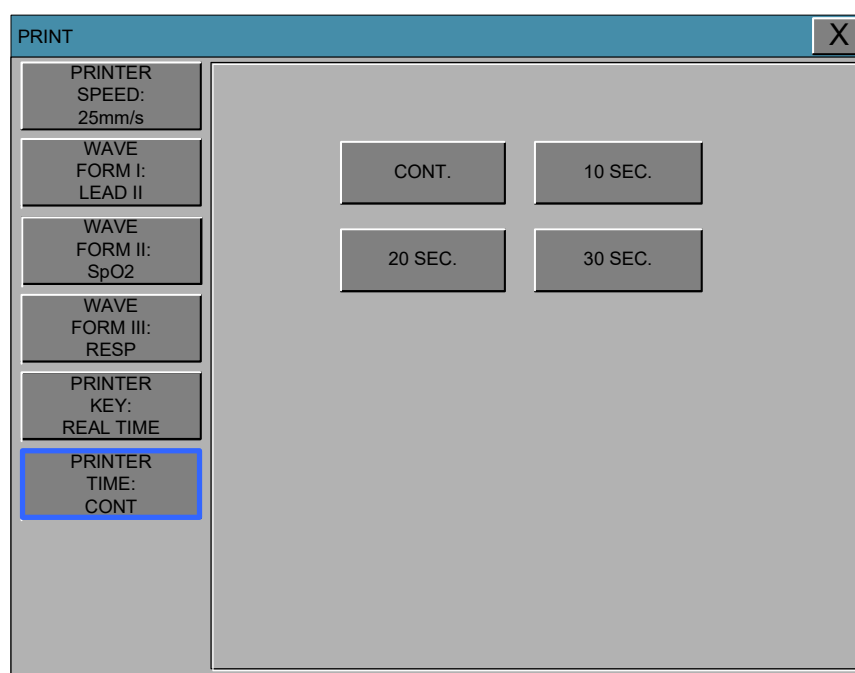 PRINT
X
PRINTER
SPEED:
25mm/s
WAVE
FORM I:
LEAD II
WAVE
FORM II:
SpO2
WAVE
FORM III:
RESP
PRINTER
KEY:
REAL TIME
PRINTER
TIME:
CONT
CONT.
10 SEC.
20 SEC.
30 SEC.